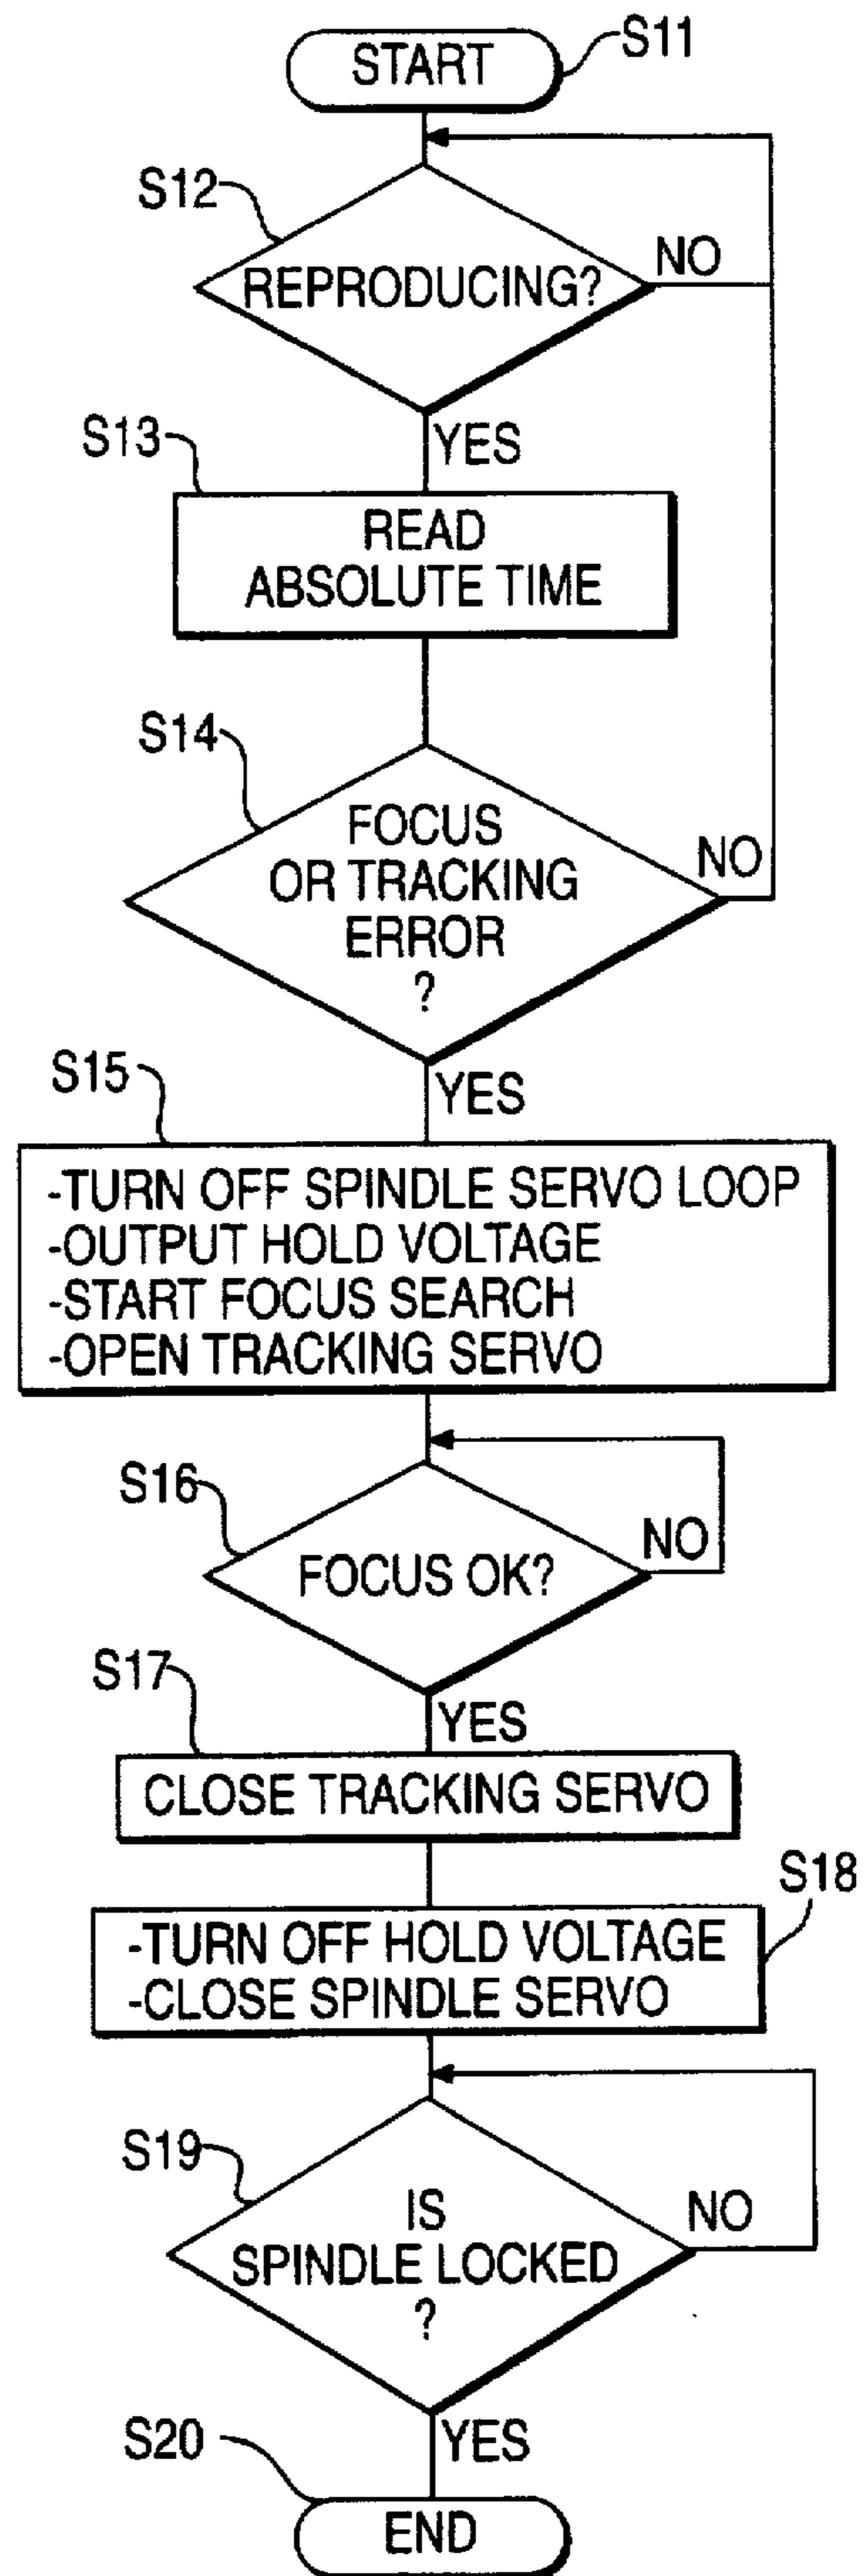 START
S11
S12
REPRODUCING?
NO
YES
S13
READ
ABSOLUTE TIME
S14
FOCUS
OR TRACKING
ERROR
?
NO
YES
S15
-TURN OFF SPINDLE SERVO LOOP
-OUTPUT HOLD VOLTAGE
-START FOCUS SEARCH
-OPEN TRACKING SERVO
S16
FOCUS OK?
NO
YES
S17
CLOSE TRACKING SERVO
S18
-TURN OFF HOLD VOLTAGE
-CLOSE SPINDLE SERVO
S19
IS
SPINDLE LOCKED
?
NO
YES
S20
END